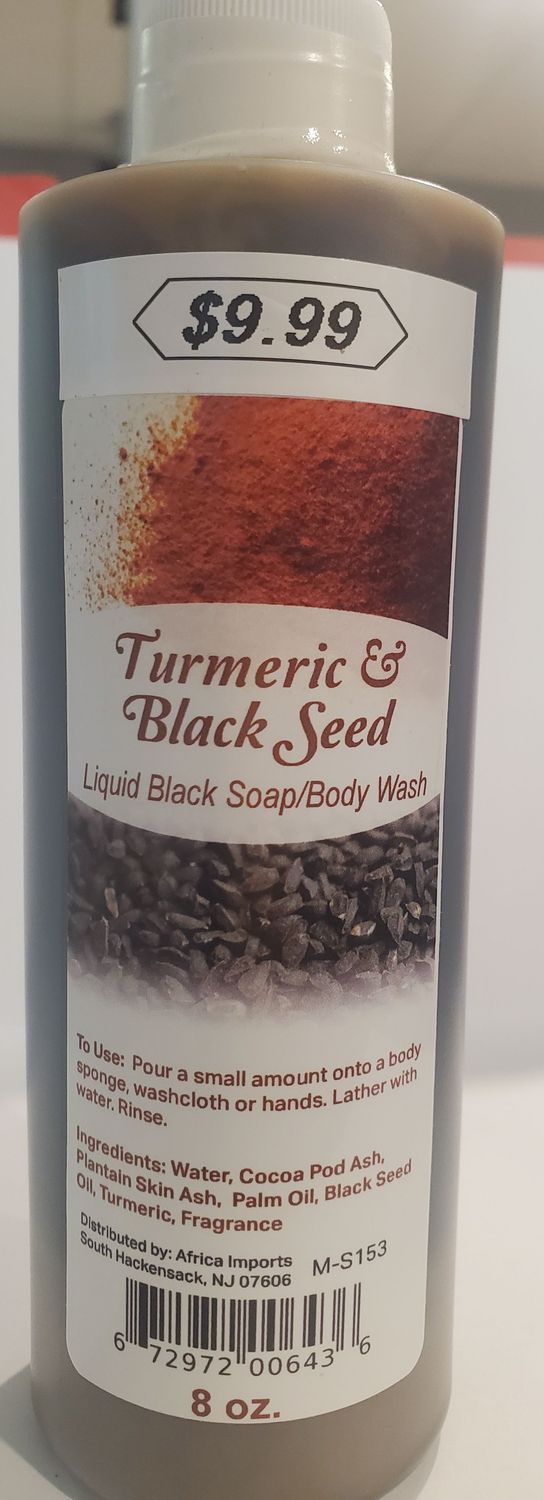 $9.99
Turmeric &
Black Seed
Liquid Black Soap/Body Wash
To Use: Pour a small amount onto a body
sponge, washcloth or hands. Lather with
water. Rinse.
Ingredients: Water, Cocoa Pod Ash,
Plantain Skin Ash, Palm Oil, Black Seed
Oil, Turmeric, Fragrance
Distributed by: Africa Imports
South Hackensack, NJ 07606 M-S153
6 72972 00643 6
8 oz.